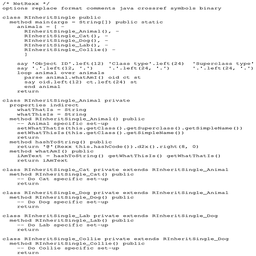 /* NetRexx */
options replace format comments java crossref symbols binary
class RInheritSingle public
method main(args = String[]) public static
animals = [ -
RInheritSingle_Animal(), -
RInheritSingle_Cat(), -
RInheritSingle_Dog(), -
RInheritSingle_Lab(), -
RInheritSingle_Collie() -
]
say 'Object ID'.left(12) 'Class type'.left(24) 'Superclass type'
say '.'.left(12, '.') '.'.left(24, '.') '.'.left(24, '.')
loop animal over animals
parse animal.whatAmI() oid ct st
say oid.left(12) ct.left(24) st
end animal
return
class RInheritSingle_Animal private
properties indirect
whatThatIs = String
whatThisIs = String
method RInheritSingle_Animal() public
-- Animal specific set-up
setWhatThatIs(this.getClass().getSuperclass().getSimpleName())
setWhatThisIs(this.getClass().getSimpleName())
return
method hashToString() public
return '@'(Rexx this.hashCode()).d2x().right(8, 0)
method whatAmI() public
iAmText = hashToString() getWhatThisIs() getWhatThatIs()
return iAmText
class RInheritSingle_Cat private extends RInheritSingle_Animal
method RInheritSingle_Cat() public
-- Do Cat specific set-up
return
class RInheritSingle_Dog private extends RInheritSingle_Animal
method RInheritSingle_Dog() public
-- Do Dog specific set-up
return
class RInheritSingle_Lab private extends RInheritSingle_Dog
method RInheritSingle_Lab() public
-- Do Lab specific set-up
return
class RInheritSingle_Collie private extends RInheritSingle_Dog
method RInheritSingle_Collie() public
-- Do Collie specific set-up
return